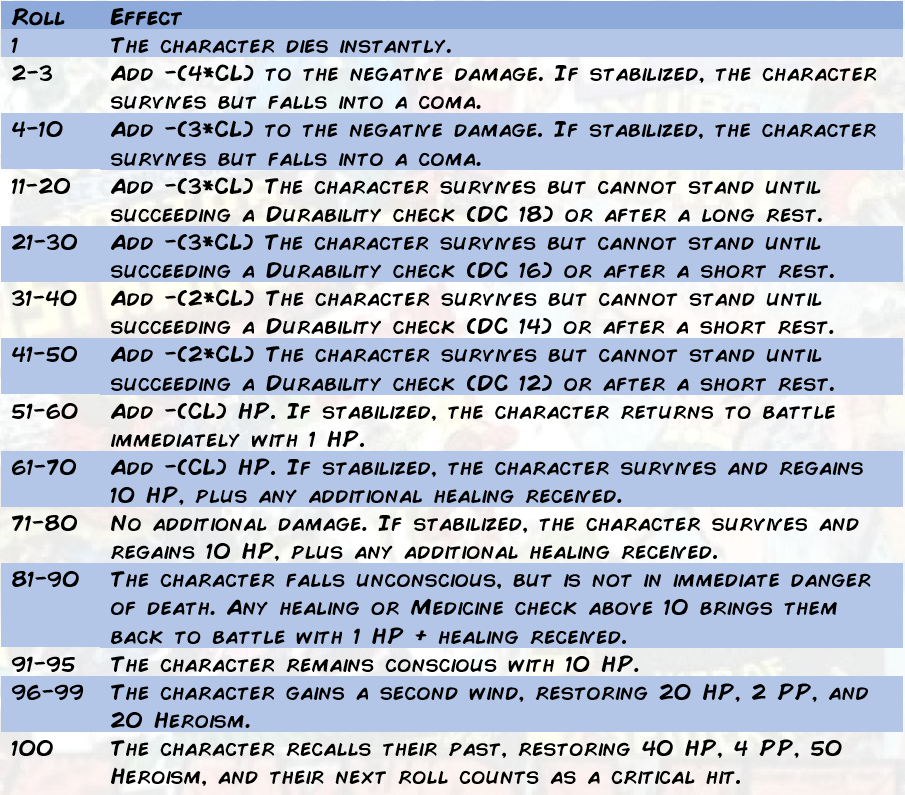 Roll Effect
1 The character dies instantly.
2-3 Add -(4*CL) to the negative damage. If stabilized, the character
survives but falls into a coma.
4-10 Add -(3*CL) to the negative damage. If stabilized, the character
survives but falls into a coma.
11-20 Add -(3*CL) The character survives but cannot stand until
succeeding a Durability check (DC 18) or after a long rest.
21-30 Add -(3*CL) The character survives but cannot stand until
succeeding a Durability check (DC 16) or after a short rest.
31-40 Add -(2*CL) The character survives but cannot stand until
succeeding a Durability check (DC 14) or after a short rest.
41-50 Add -(2*CL) The character survives but cannot stand until
succeeding a Durability check (DC 12) or after a short rest.
51-60 Add -(CL) HP. If stabilized, the character returns to battle
immediately with 1 HP.
61-70 Add -(CL) HP. If stabilized, the character survives and regains
10 HP, plus any additional healing received.
71-80 No additional damage. If stabilized, the character survives and
regains 10 HP, plus any additional healing received.
81-90 The character falls unconscious, but is not in immediate danger
of death. Any healing or Medicine check above 10 brings them
back to battle with 1 HP + healing received.
91-95 The character remains conscious with 10 HP.
96-99 The character gains a second wind, restoring 20 HP, 2 PP, and
20 Heroism.
100 The character recalls their past, restoring 40 HP, 4 PP, 50
Heroism, and their next roll counts as a critical hit.